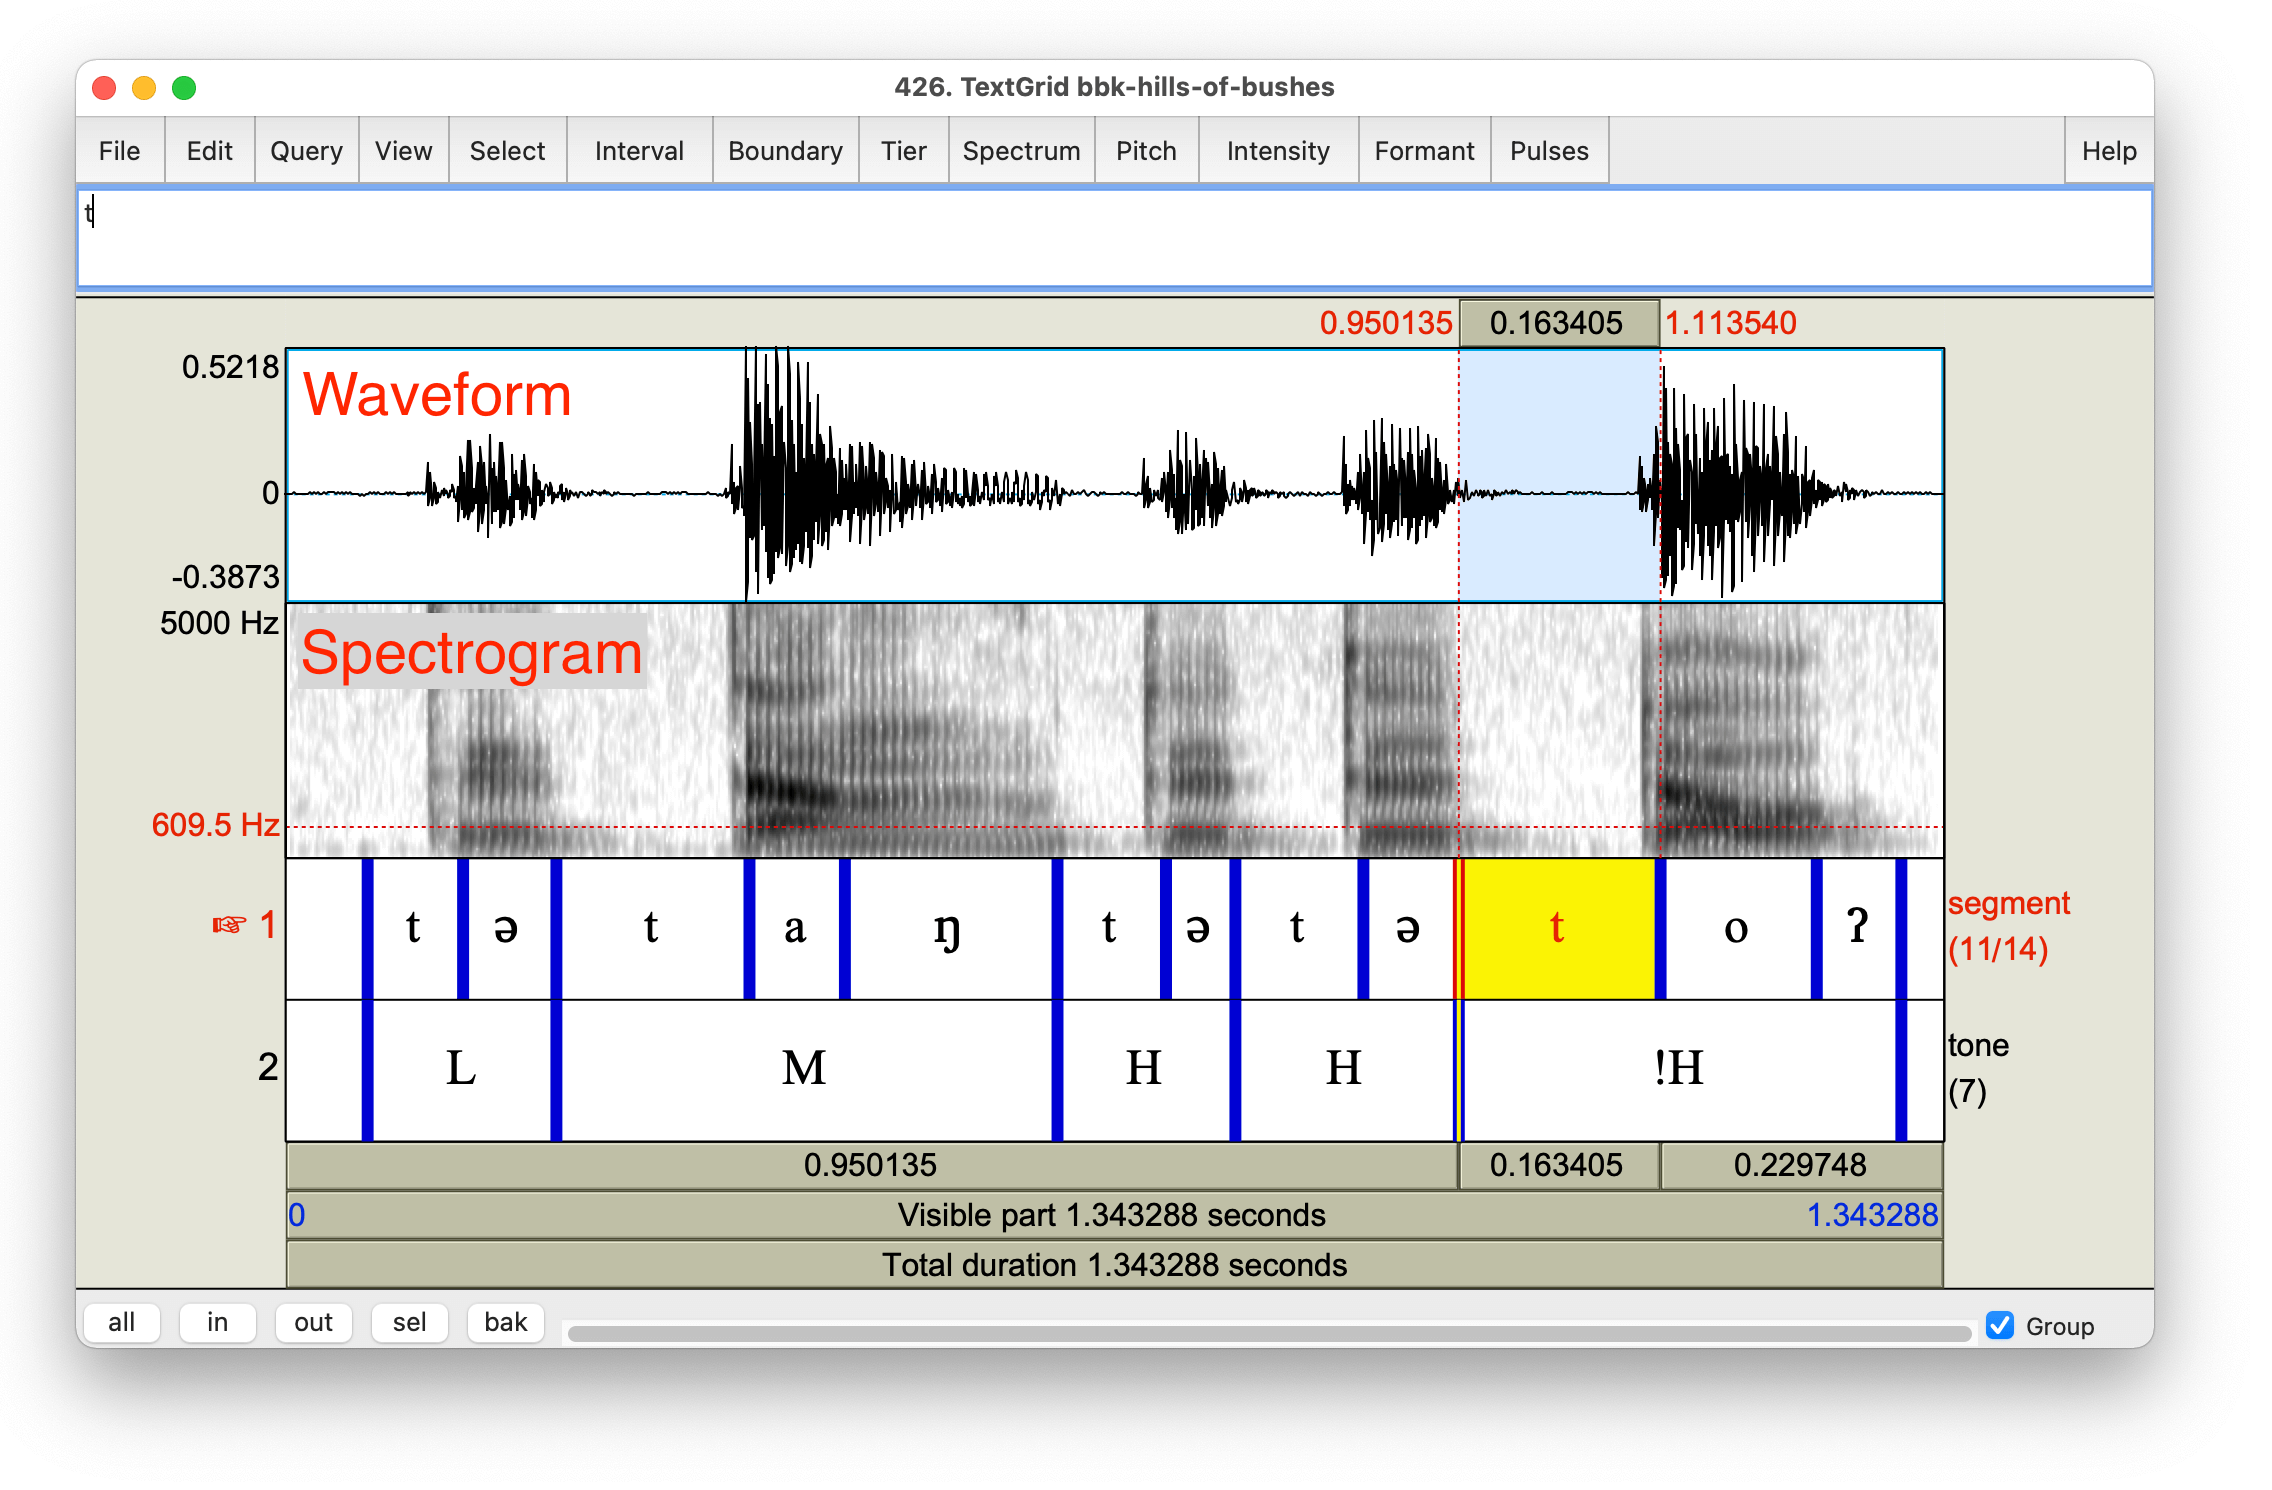 426. TextGrid bbk-hills-of-bushes
File Edit Query View Select Interval Boundary Tier Spectrum Pitch Intensity Formant Pulses Help
t
0.950135 0.163405 1.113540
0.5218
Waveform
0
-0.3873
5000 Hz
Spectrogram
609.5 Hz
☞ 1 t ə t a ŋ t ə t ə t o ʔ segment
(11/14)
2 L M H H !H tone
(7)
0.950135 0.163405 0.229748
0 Visible part 1.343288 seconds 1.343288
Total duration 1.343288 seconds
all in out sel bak Group